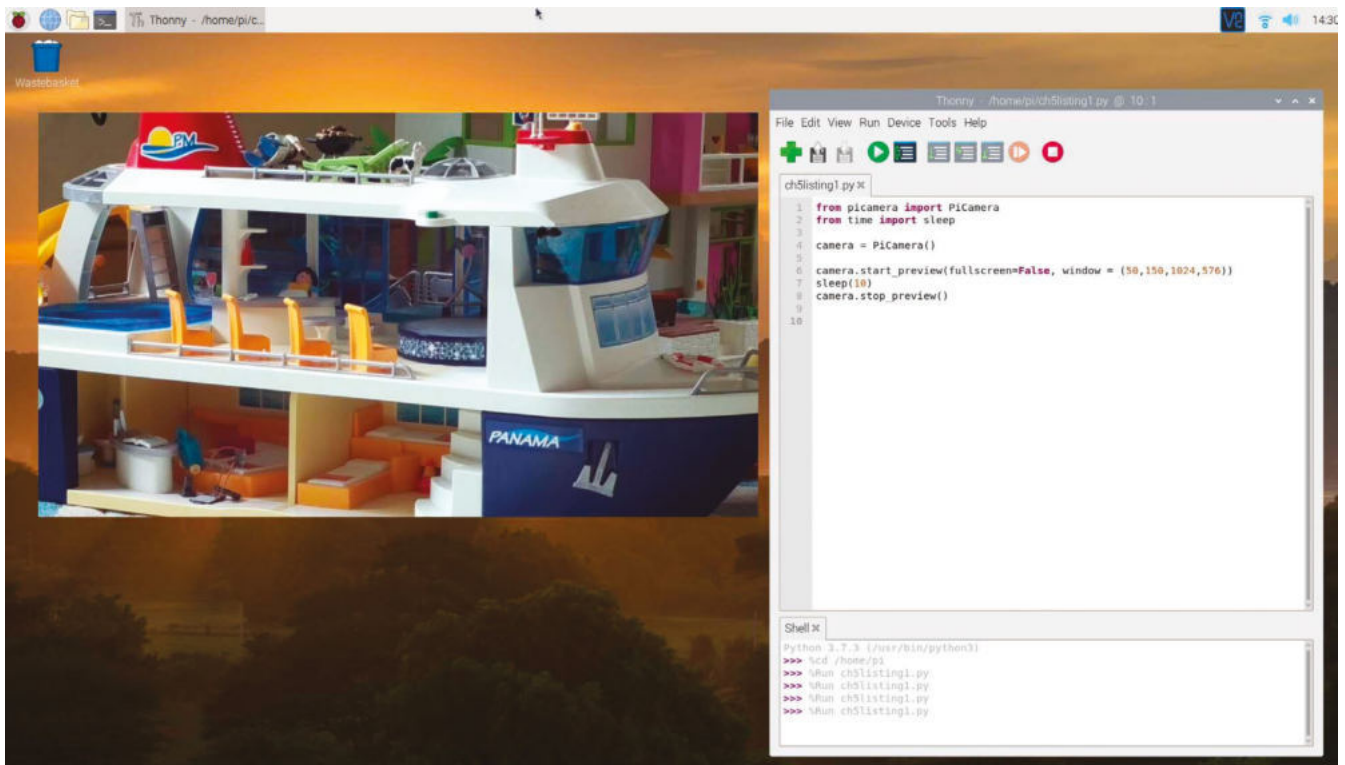 Thonny - /home/pi/c...
V2
14:30
Wastebasket
PM
PANAMA
Thonny - /home/pi/ch5listing1.py @ 10:1
File Edit View Run Device Tools Help
ch5listing1.py
1 from picamera import PiCamera
2 from time import sleep
3
4 camera = PiCamera()
5
6 camera.start_preview(fullscreen=False, window = (50,150,1024,576))
7 sleep(10)
8 camera.stop_preview()
9
10
Shell
Python 3.7.3 (/usr/bin/python3)
>>> %cd /home/pi
>>> %Run ch5listing1.py
>>> %Run ch5listing1.py
>>> %Run ch5listing1.py
>>> %Run ch5listing1.py